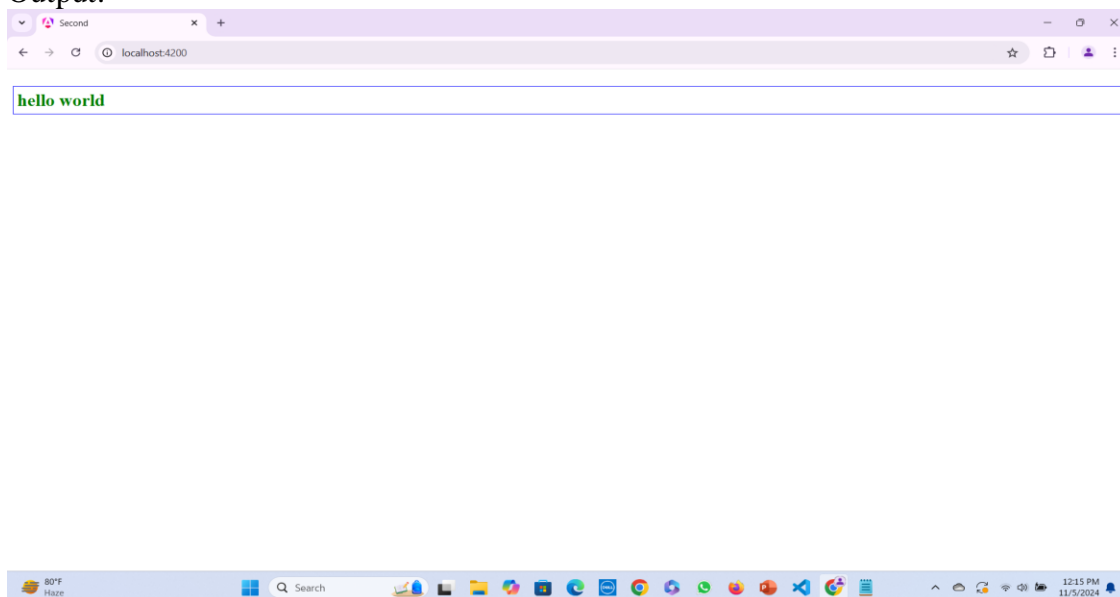 Output:
Second
localhost:4200
hello world
80°F
Haze
Search
12:15 PM
11/5/2024